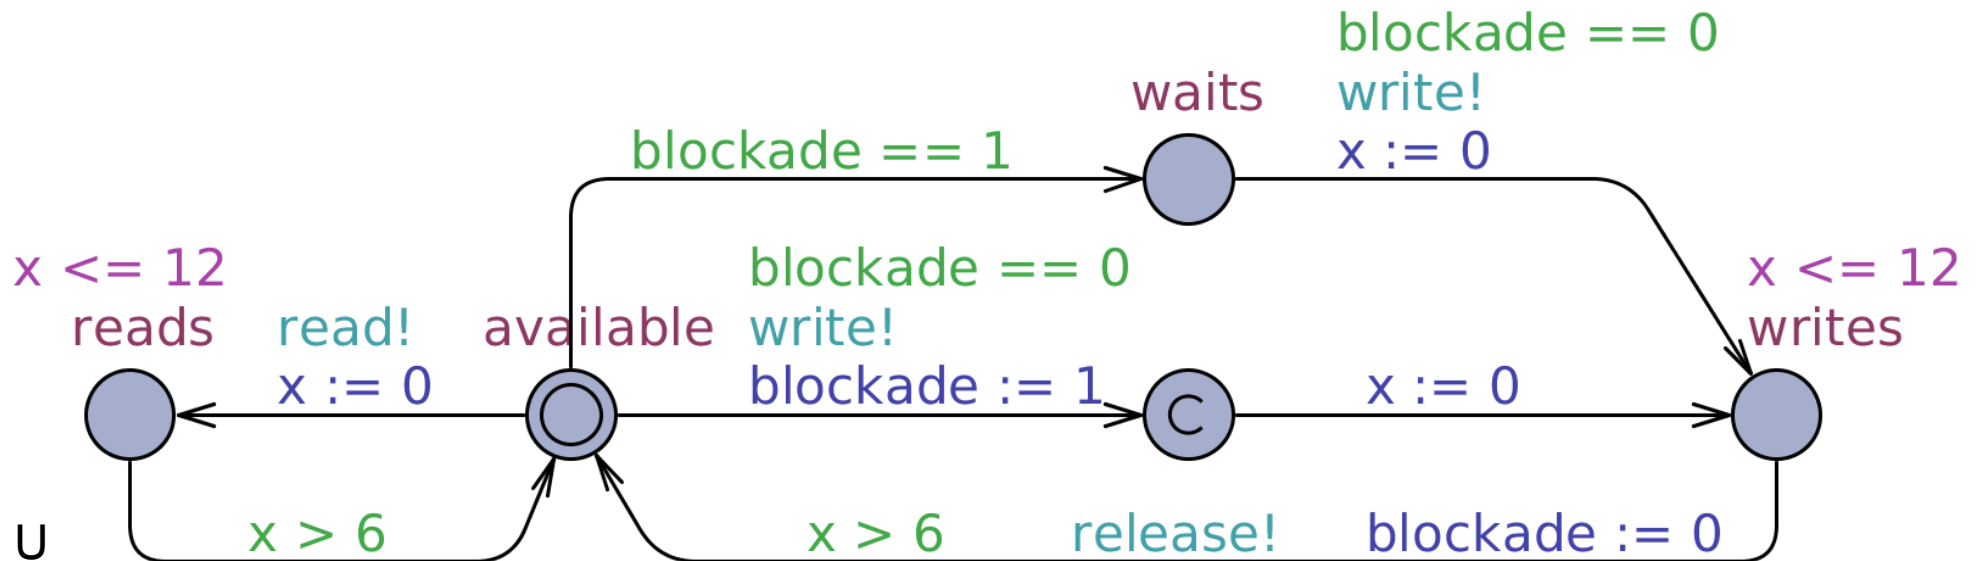 blockade == 0
waits
write!
blockade == 1
x := 0
x <= 12
blockade == 0
x <= 12
reads
read!
available
write!
writes
x := 0
blockade := 1
C
x := 0
U
x > 6
x > 6
release!
blockade := 0